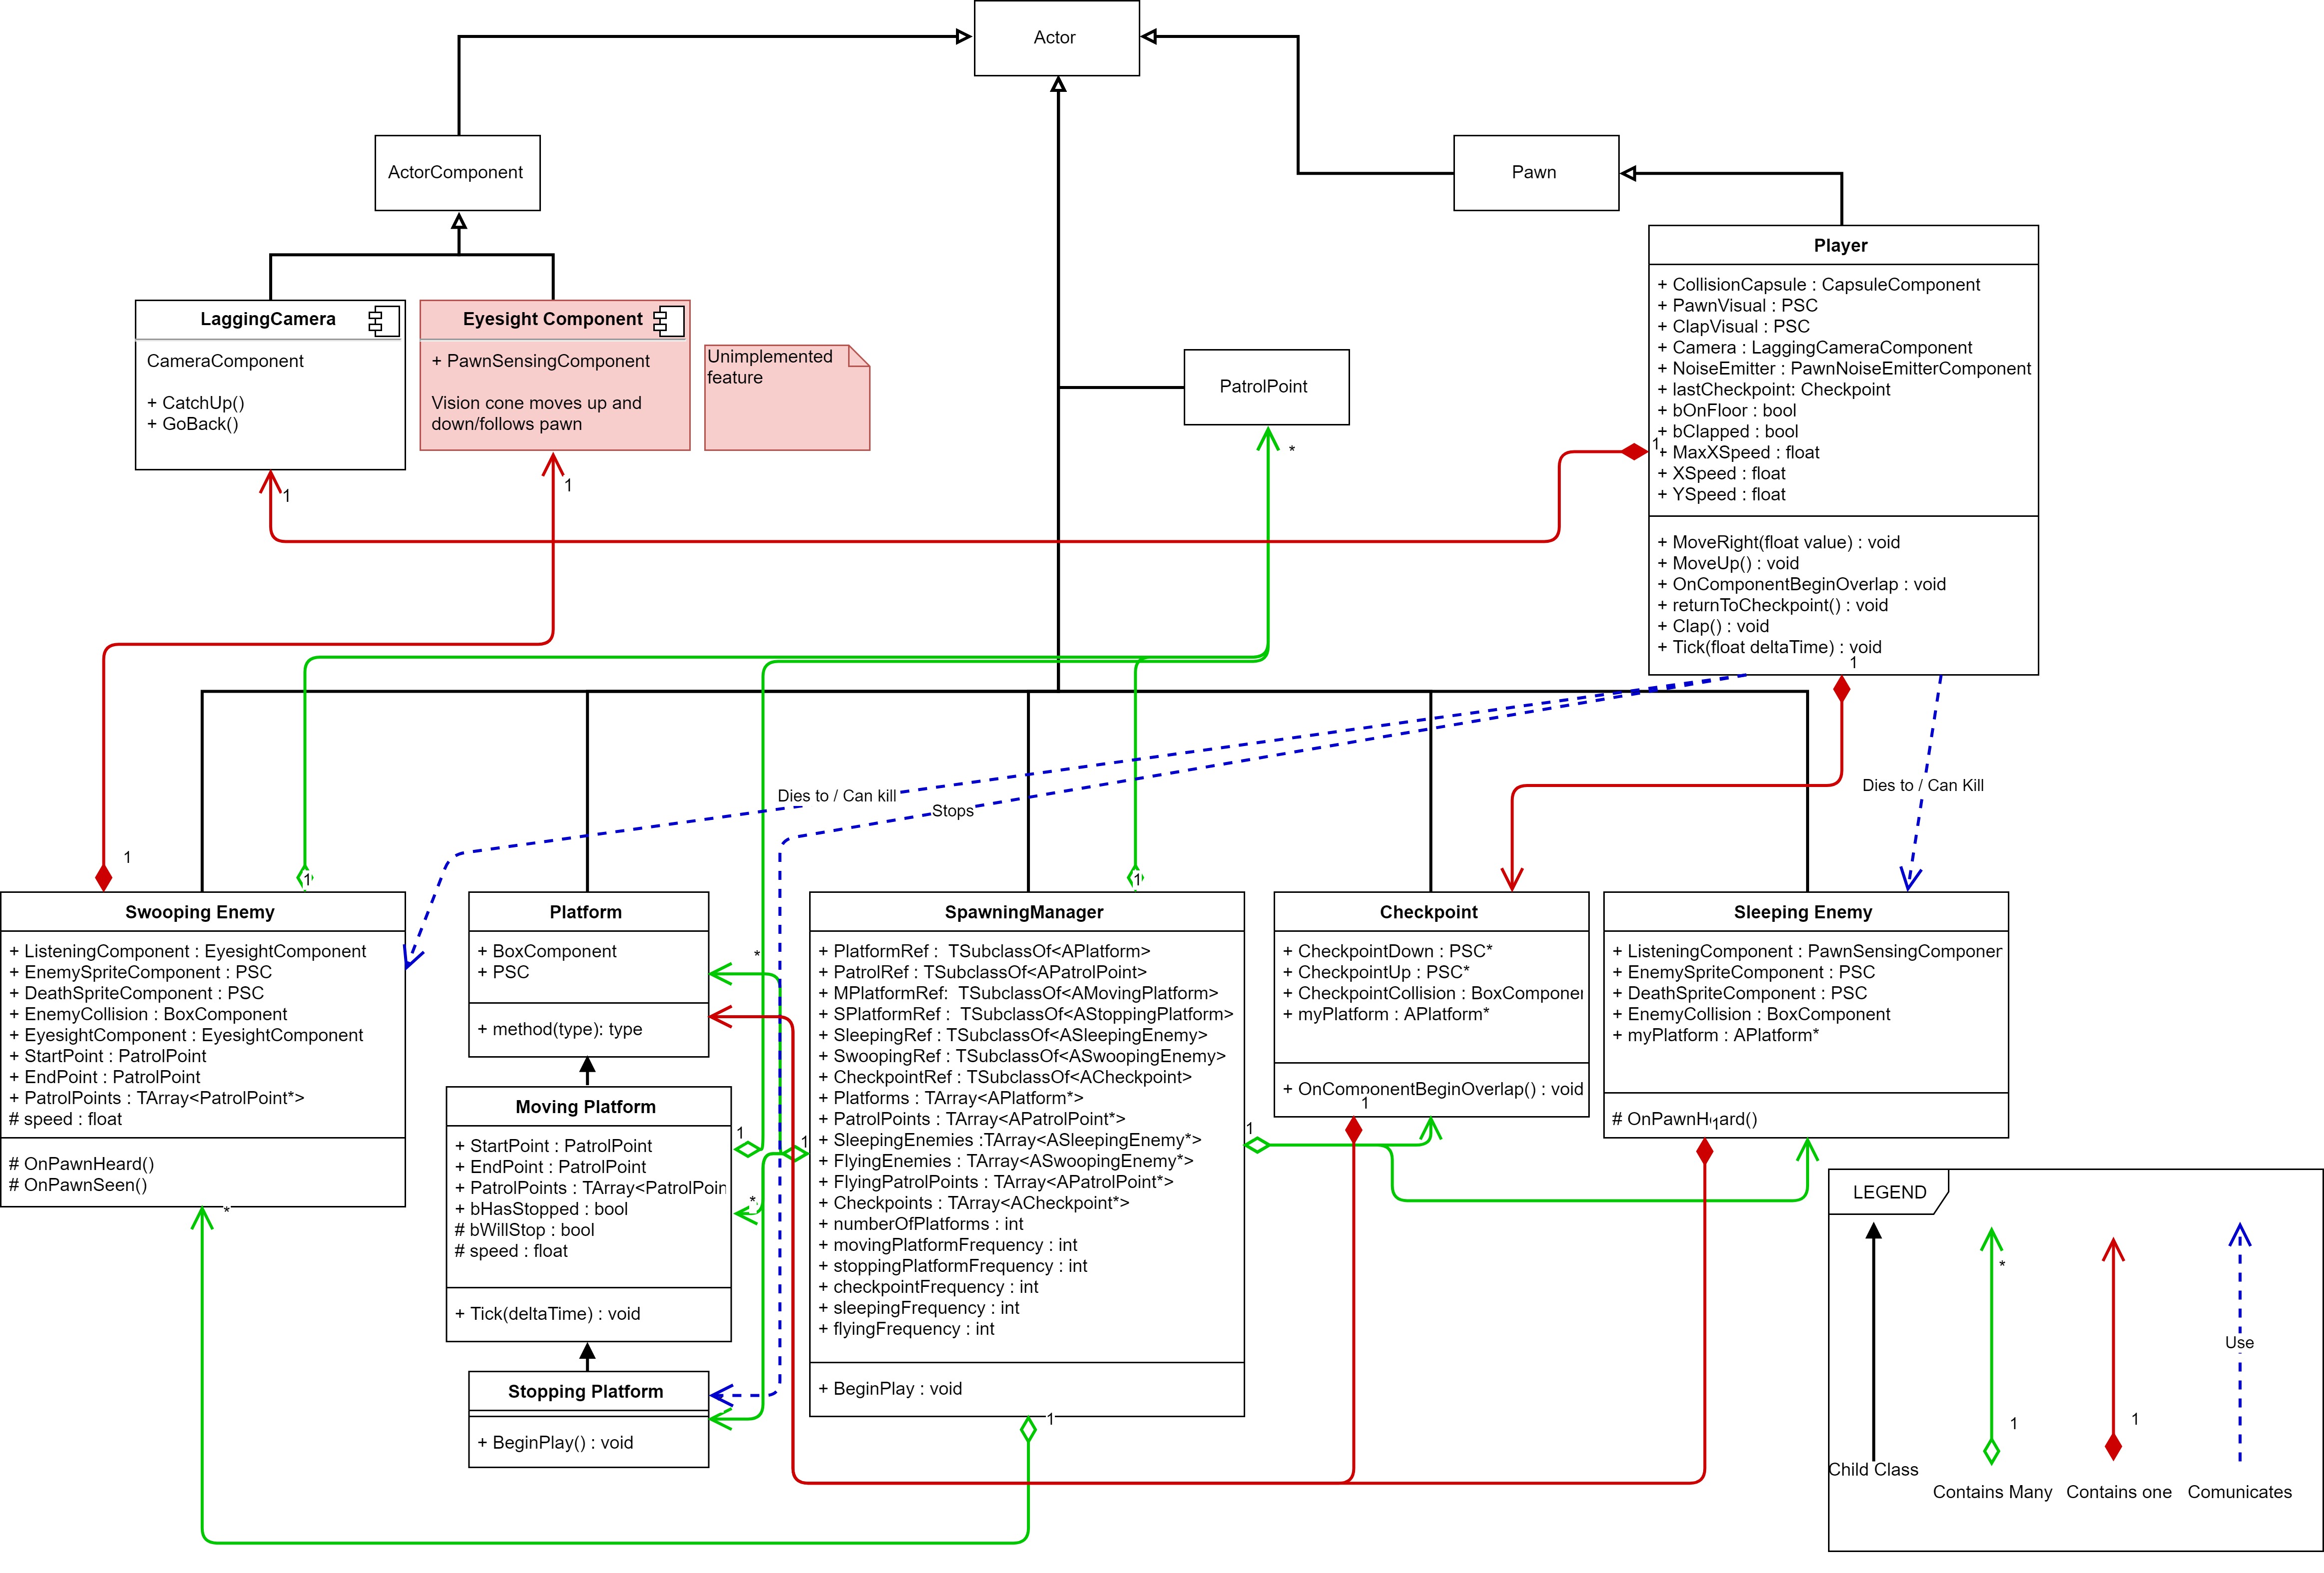 Actor
ActorComponent
Pawn
Player
+ CollisionCapsule : CapsuleComponent
+ PawnVisual : PSC
+ ClapVisual : PSC
+ Camera : LaggingCameraComponent
+ NoiseEmitter : PawnNoiseEmitterComponent
+ lastCheckpoint: Checkpoint
+ bOnFloor : bool
+ bClapped : bool
1
+ MaxXSpeed : float
+ XSpeed : float
+ YSpeed : float
+ MoveRight(float value) : void
+ MoveUp() : void
+ OnComponentBeginOverlap : void
+ returnToCheckpoint() : void
+ Clap() : void
+ Tick(float deltaTime) : void
1
LaggingCamera
CameraComponent
+ CatchUp()
+ GoBack()
1
Eyesight Component
+ PawnSensingComponent
Vision cone moves up and
down/follows pawn
1
Unimplemented
feature
PatrolPoint
*
Dies to / Can kill
Stops
Dies to / Can Kill
1
1
1
Swooping Enemy
+ ListeningComponent : EyesightComponent
+ EnemySpriteComponent : PSC
+ DeathSpriteComponent : PSC
+ EnemyCollision : BoxComponent
+ EyesightComponent : EyesightComponent
+ StartPoint : PatrolPoint
+ EndPoint : PatrolPoint
+ PatrolPoints : TArray<PatrolPoint*>
# speed : float
# OnPawnHeard()
# OnPawnSeen()
*
Platform
+ BoxComponent
+ PSC
*
+ method(type): type
Moving Platform
1
+ StartPoint : PatrolPoint
+ EndPoint : PatrolPoint
+ PatrolPoints : TArray<PatrolPoin
+ bHasStopped : bool
# bWillStop : bool
# speed : float
*
+ Tick(deltaTime) : void
Stopping Platform
+ BeginPlay() : void
SpawningManager
+ PlatformRef : TSubclassOf<APlatform>
+ PatrolRef : TSubclassOf<APatrolPoint>
+ MPlatformRef: TSubclassOf<AMovingPlatform>
+ SPlatformRef : TSubclassOf<AStoppingPlatform>
+ SleepingRef : TSubclassOf<ASleepingEnemy>
+ SwoopingRef : TSubclassOf<ASwoopingEnemy>
+ CheckpointRef : TSubclassOf<ACheckpoint>
+ Platforms : TArray<APlatform*>
+ PatrolPoints : TArray<APatrolPoint*>
+ SleepingEnemies :TArray<ASleepingEnemy*>
+ FlyingEnemies : TArray<ASwoopingEnemy*>
+ FlyingPatrolPoints : TArray<APatrolPoint*>
+ Checkpoints : TArray<ACheckpoint*>
+ numberOfPlatforms : int
+ movingPlatformFrequency : int
+ stoppingPlatformFrequency : int
+ checkpointFrequency : int
+ sleepingFrequency : int
+ flyingFrequency : int
+ BeginPlay : void
1
1
1
Checkpoint
+ CheckpointDown : PSC*
+ CheckpointUp : PSC*
+ CheckpointCollision : BoxComponen
+ myPlatform : APlatform*
+ OnComponentBeginOverlap() : void
1
Sleeping Enemy
+ ListeningComponent : PawnSensingComponer
+ EnemySpriteComponent : PSC
+ DeathSpriteComponent : PSC
+ EnemyCollision : BoxComponent
+ myPlatform : APlatform*
# OnPawnHeard()
1
LEGEND
*
Use
1
1
Child Class
Contains Many
Contains one
Comunicates